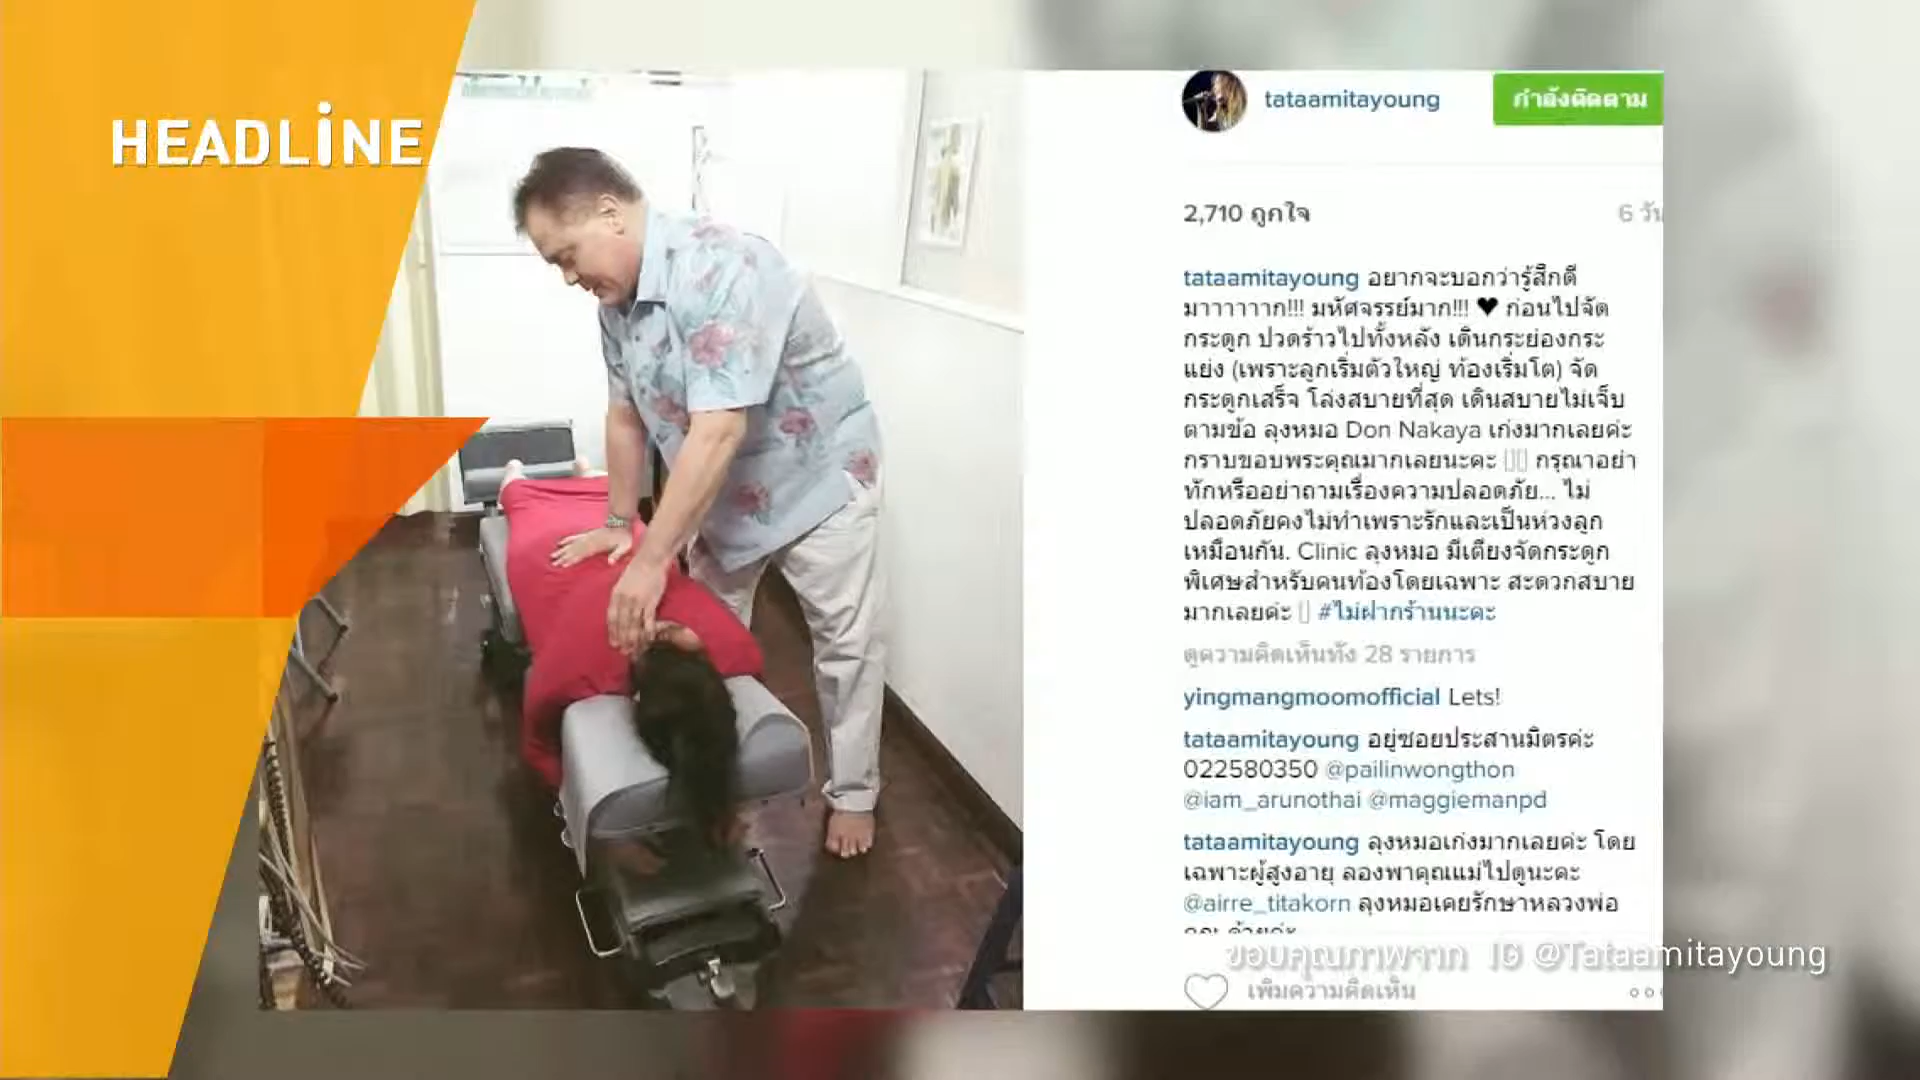 HEADLINE
tataamitayoung
กำลังติดตาม
2,710 ถูกใจ
6 วัน
tataamitayoung อยากจะบอกว่ารู้สึกดี
มาาาาาาก!!! มหัศจรรย์มาก!!! ♥ ก่อนไปจัด
กระดูก ปวดร้าวไปทั้งหลัง เดินกระย่องกระ
แย่ง (เพราะลูกเริ่มตัวใหญ่ ท้องเริ่มโต) จัด
กระดูกเสร็จ โล่งสบายที่สุด เดินสบายไม่เจ็บ
ตามข้อ ลุงหมอ Don Nakaya เก่งมากเลยค่ะ
กราบขอบพระคุณมากเลยนะคะ กรุณาอย่า
ทักหรืออย่าถามเรื่องความปลอดภัย... ไม่
ปลอดภัยคงไม่ทำเพราะรักและเป็นห่วงลูก
เหมือนกัน. Clinic ลุงหมอ มีเตียงจัดกระดูก
พิเศษสำหรับคนท้องโดยเฉพาะ สะดวกสบาย
มากเลยค่ะ #ไม่ฝากร้านนะคะ
ดูความคิดเห็นทั้ง 28 รายการ
yingmangmoomofficial Lets!
tataamitayoung อยู่ซอยประสานมิตรค่ะ
022580350 @pailinwongthon
@iam_arunothai @maggiemanpd
tataamitayoung ลุงหมอเก่งมากเลยค่ะ โดย
เฉพาะผู้สูงอายุ ลองพาคุณแม่ไปดูนะคะ
@airre_titakorn ลุงหมอเคยรักษาหลวงพ่อ
ขอบคุณภาพจาก IG @Tataamitayoung
เพิ่มความคิดเห็น